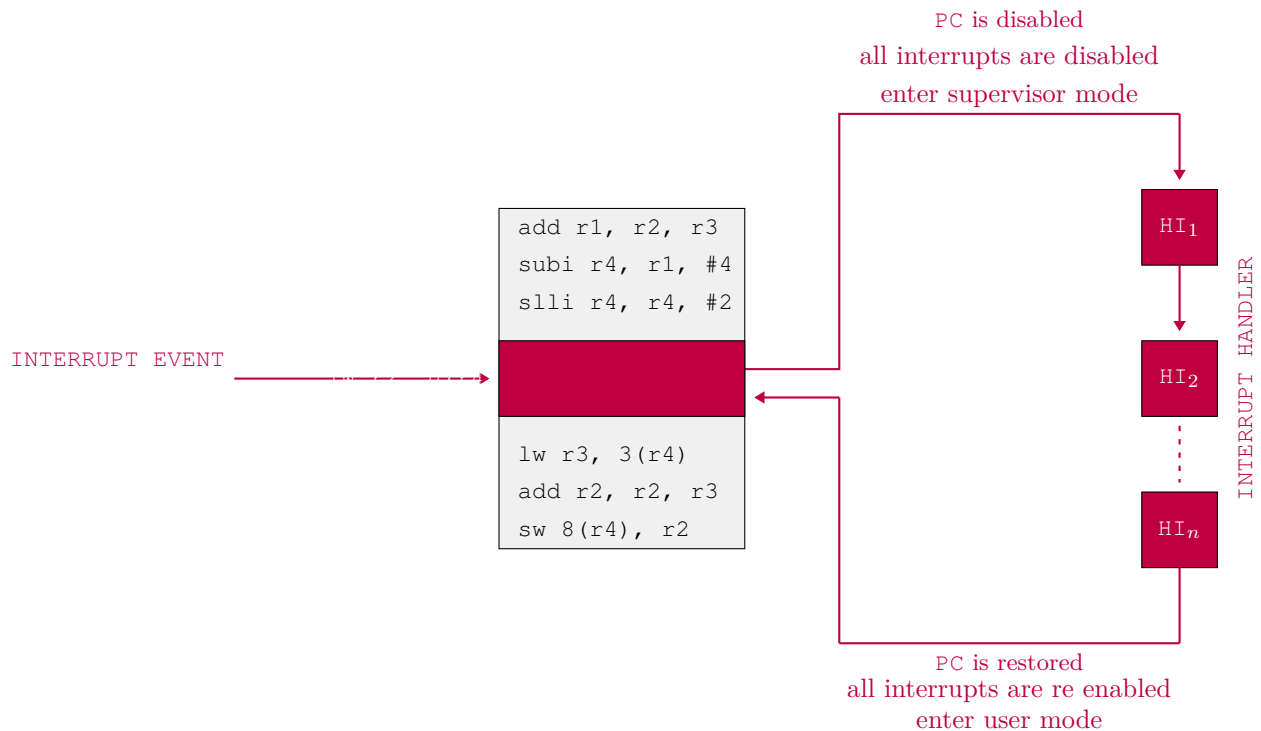 PC is disabled
all interrupts are disabled
enter supervisor mode
add r1, r2, r3
subi r4, r1, #4
slli r4, r4, #2
INTERRUPT EVENT
lw r3, 3(r4)
add r2, r2, r3
sw 8(r4), r2
HI₁
HI₂
HIₙ
INTERRUPT HANDLER
PC is restored
all interrupts are re enabled
enter user mode